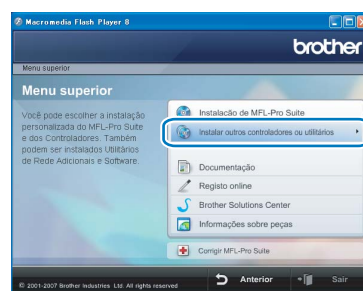 Macromedia Flash Player 8
brother
Menu superior
Menu superior
Você pode escolher a instalação
personalizada do MFL-Pro Suite
e dos Controladores. Também
podem ser instalados Utilitários
de Rede Adicionais e Software.
Instalacão de MFL-Pro Suite
Instalar outros controladores ou utilitários
Documentação
Registo online
Brother Solutions Center
Informações sobre peças
Corrigir MFL-Pro Suite
© 2001-2007 Brother Industries Ltd. All rights reserved
Anterior
Sair